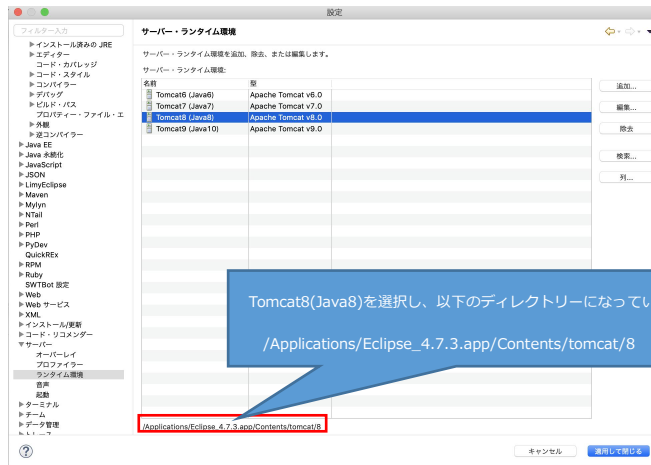 設定
フィルター入力
サーバー・ランタイム環境
▶インストール済みの JRE
▶エディター
コード・カバレッジ
▶コード・スタイル
▶コンパイラー
▶デバッグ
▶ビルド・パス
プロパティー・ファイル・エ
▶外観
▶逆コンパイラー
▶Java EE
▶Java 永続化
▶JavaScript
▶JSON
▶LimyEclipse
▶Maven
▶Mylyn
▶NTail
▶Perl
▶PHP
▶PyDev
QuickREx
▶RPM
▶Ruby
SWTBot 設定
▶Web
▶Web サービス
▶XML
▶インストール/更新
▶コード・リコメンダー
▼サーバー
オーバーレイ
プロファイラー
ランタイム環境
音声
起動
▶ターミナル
▶チーム
▶データ管理
サーバー・ランタイム環境を追加、除去、または編集します。
サーバー・ランタイム環境:
名前 型
Tomcat6 (Java6) Apache Tomcat v6.0
Tomcat7 (Java7) Apache Tomcat v7.0
Tomcat8 (Java8) Apache Tomcat v8.0
Tomcat9 (Java10) Apache Tomcat v9.0
追加...
編集...
除去
検索...
列...
Tomcat8(Java8)を選択し、以下のディレクトリーになってい
/Applications/Eclipse_4.7.3.app/Contents/tomcat/8
/Applications/Eclipse_4.7.3.app/Contents/tomcat/8
?
キャンセル
適用して閉じる